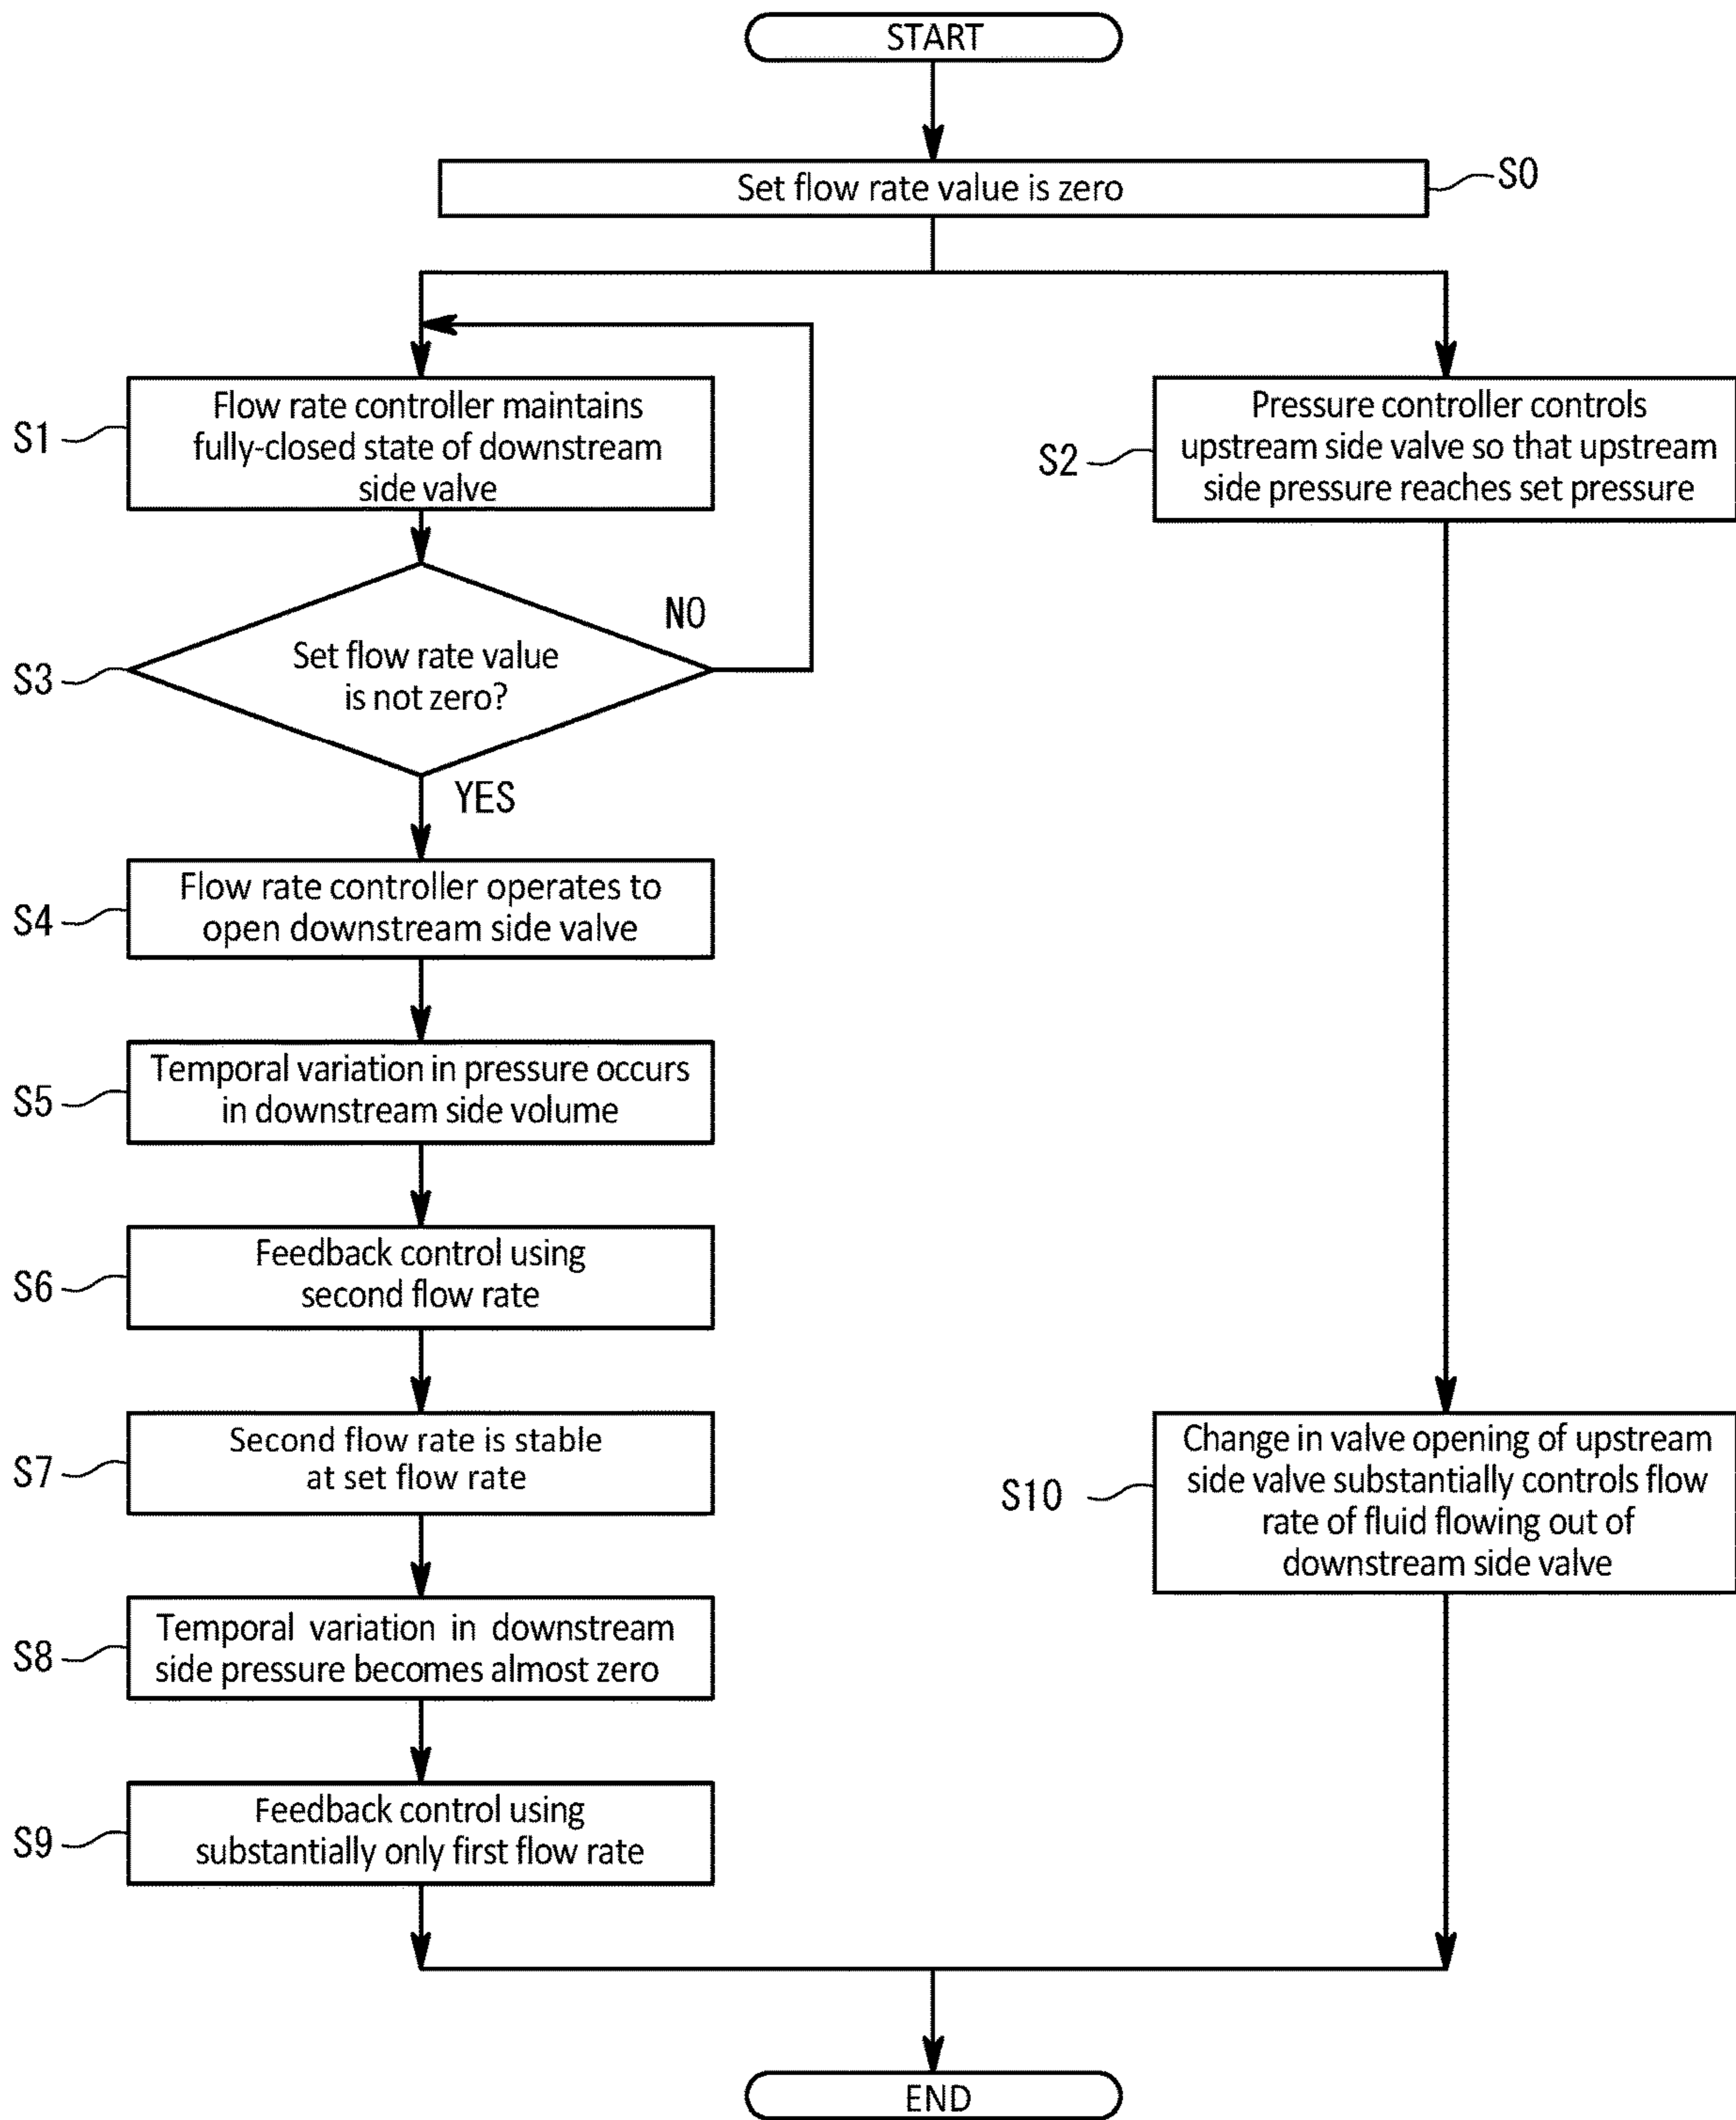 START
Set flow rate value is zero
S0
S1
Flow rate controller maintains
fully-closed state of downstream
side valve
S2
Pressure controller controls
upstream side valve so that upstream
side pressure reaches set pressure
S3
Set flow rate value
is not zero?
NO
YES
S4
Flow rate controller operates to
open downstream side valve
S5
Temporal variation in pressure occurs
in downstream side volume
S6
Feedback control using
second flow rate
S7
Second flow rate is stable
at set flow rate
S10
Change in valve opening of upstream
side valve substantially controls flow
rate of fluid flowing out of
downstream side valve
S8
Temporal variation in downstream
side pressure becomes almost zero
S9
Feedback control using
substantially only first flow rate
END